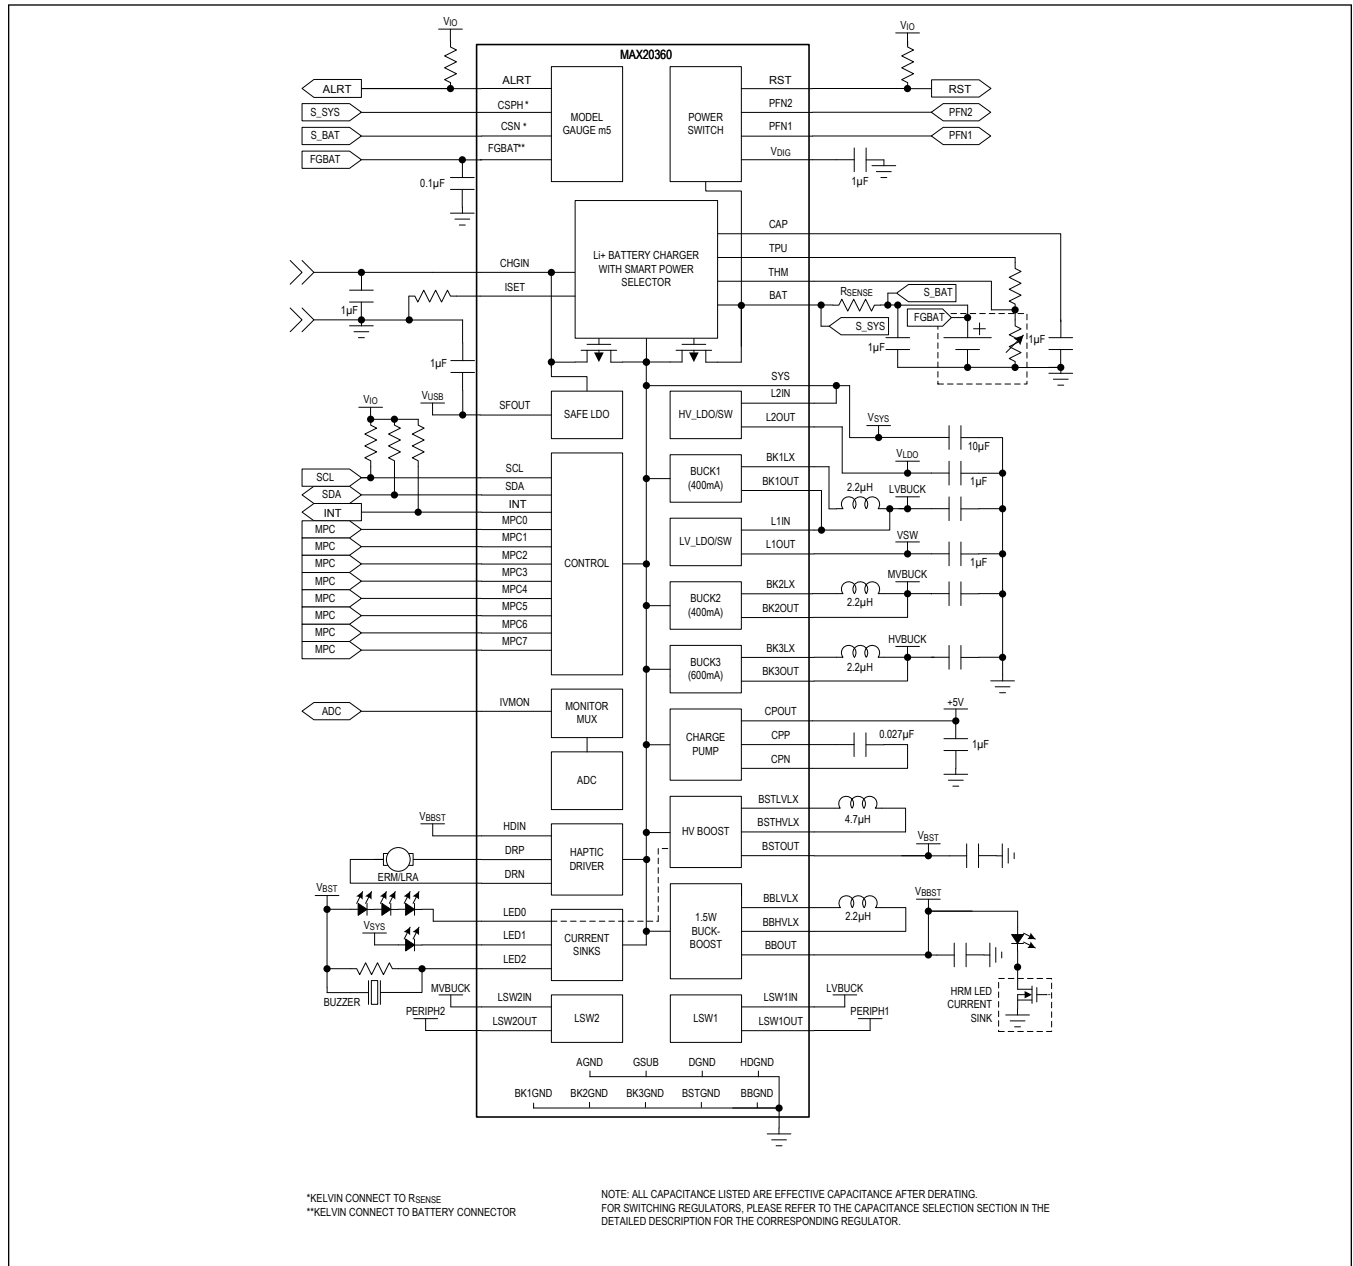 MAX20360
VIO
VIO
ALRT
ALRT
RST
RST
S_SYS
CSPH *
PFN2
PFN2
S_BAT
CSN *
MODEL
GAUGE m5
POWER
SWITCH
PFN1
PFN1
FGBAT
FGBAT**
VDIG
0.1µF
1µF
CAP
TPU
CHGIN
Li+ BATTERY CHARGER
WITH SMART POWER
SELECTOR
THM
ISET
BAT
RSENSE
S_BAT
FGBAT
S_SYS
+
1µF
1µF
1µF
1µF
SYS
L2IN
VUSB
SFOUT
SAFE LDO
HV_LDO/SW
L2OUT
VSYS
10µF
VIO
VLDO
1µF
SCL
SCL
BUCK1
(400mA)
BK1LX
BK1OUT
2.2µH
LVBUCK
SDA
SDA
INT
INT
MPC
MPC0
LV_LDO/SW
L1IN
L1OUT
VSW
1µF
MPC
MPC1
MPC
MPC2
CONTROL
MPC
MPC3
MPC
MPC4
BUCK2
(400mA)
BK2LX
BK2OUT
2.2µH
MVBUCK
MPC
MPC5
MPC
MPC6
MPC
MPC7
BUCK3
(600mA)
BK3LX
BK3OUT
2.2µH
HVBUCK
ADC
IVMON
MONITOR
MUX
ADC
CHARGE
PUMP
CPOUT
CPP
CPN
0.027µF
+5V
1µF
HV BOOST
BSTLVLX
BSTHVLX
BSTOUT
4.7µH
VBST
VBBST
HDIN
DRP
DRN
HAPTIC
DRIVER
ERM/LRA
VBST
VSYS
LED0
LED1
LED2
CURRENT
SINKS
1.5W
BUCK-
BOOST
BBLVLX
BBHVLX
BBOUT
2.2µH
VBBST
BUZZER
HRM LED
CURRENT
SINK
MVBUCK
LSW2IN
PERIPH2
LSW2OUT
LSW2
LSW1
LSW1IN
LVBUCK
LSW1OUT
PERIPH1
AGND GSUB DGND HDGND
BK1GND BK2GND BK3GND BSTGND BBGND
*KELVIN CONNECT TO RSENSE
**KELVIN CONNECT TO BATTERY CONNECTOR
NOTE: ALL CAPACITANCE LISTED ARE EFFECTIVE CAPACITANCE AFTER DERATING.
FOR SWITCHING REGULATORS, PLEASE REFER TO THE CAPACITANCE SELECTION SECTION IN THE
DETAILED DESCRIPTION FOR THE CORRESPONDING REGULATOR.